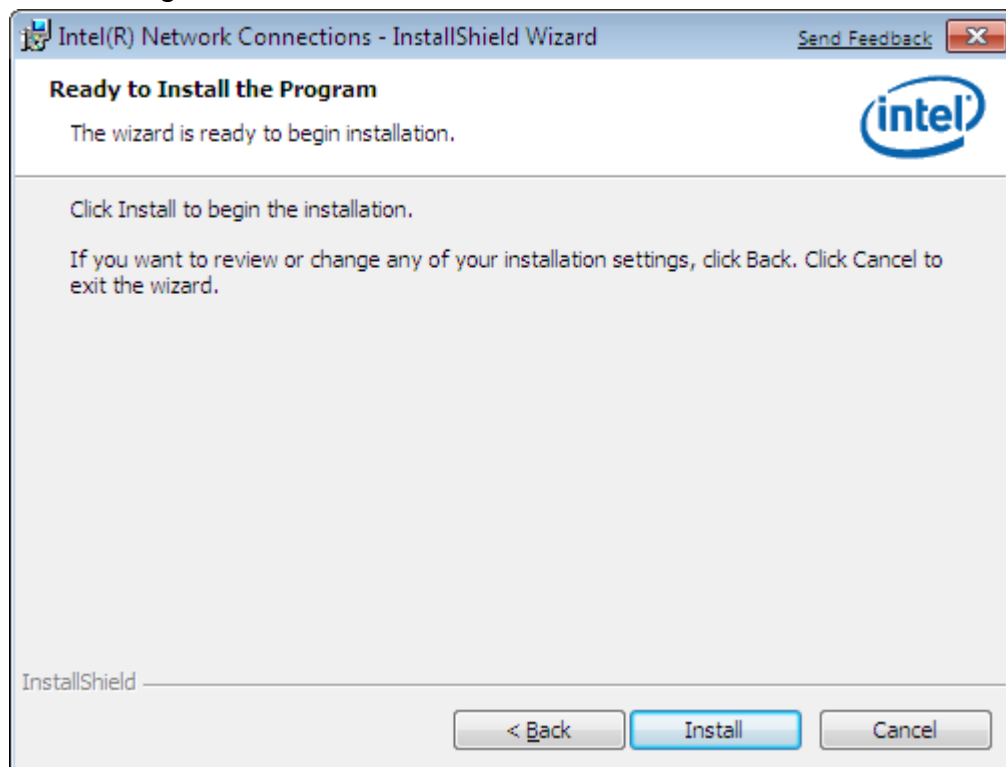 Intel(R) Network Connections - InstallShield Wizard
Send Feedback
Ready to Install the Program
The wizard is ready to begin installation.
intel
Click Install to begin the installation.
If you want to review or change any of your installation settings, click Back. Click Cancel to
exit the wizard.
InstallShield
< Back
Install
Cancel